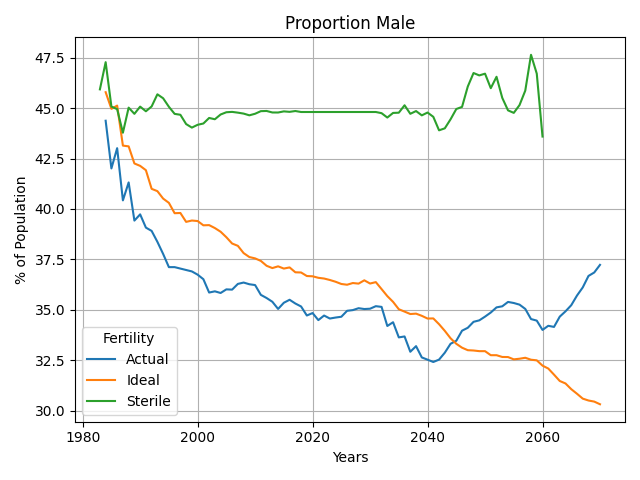 Proportion Male
% of Population
47.5
45.0
42.5
40.0
37.5
35.0
32.5
30.0
Fertility
Actual
Ideal
Sterile
1980
2000
2020
2040
2060
Years